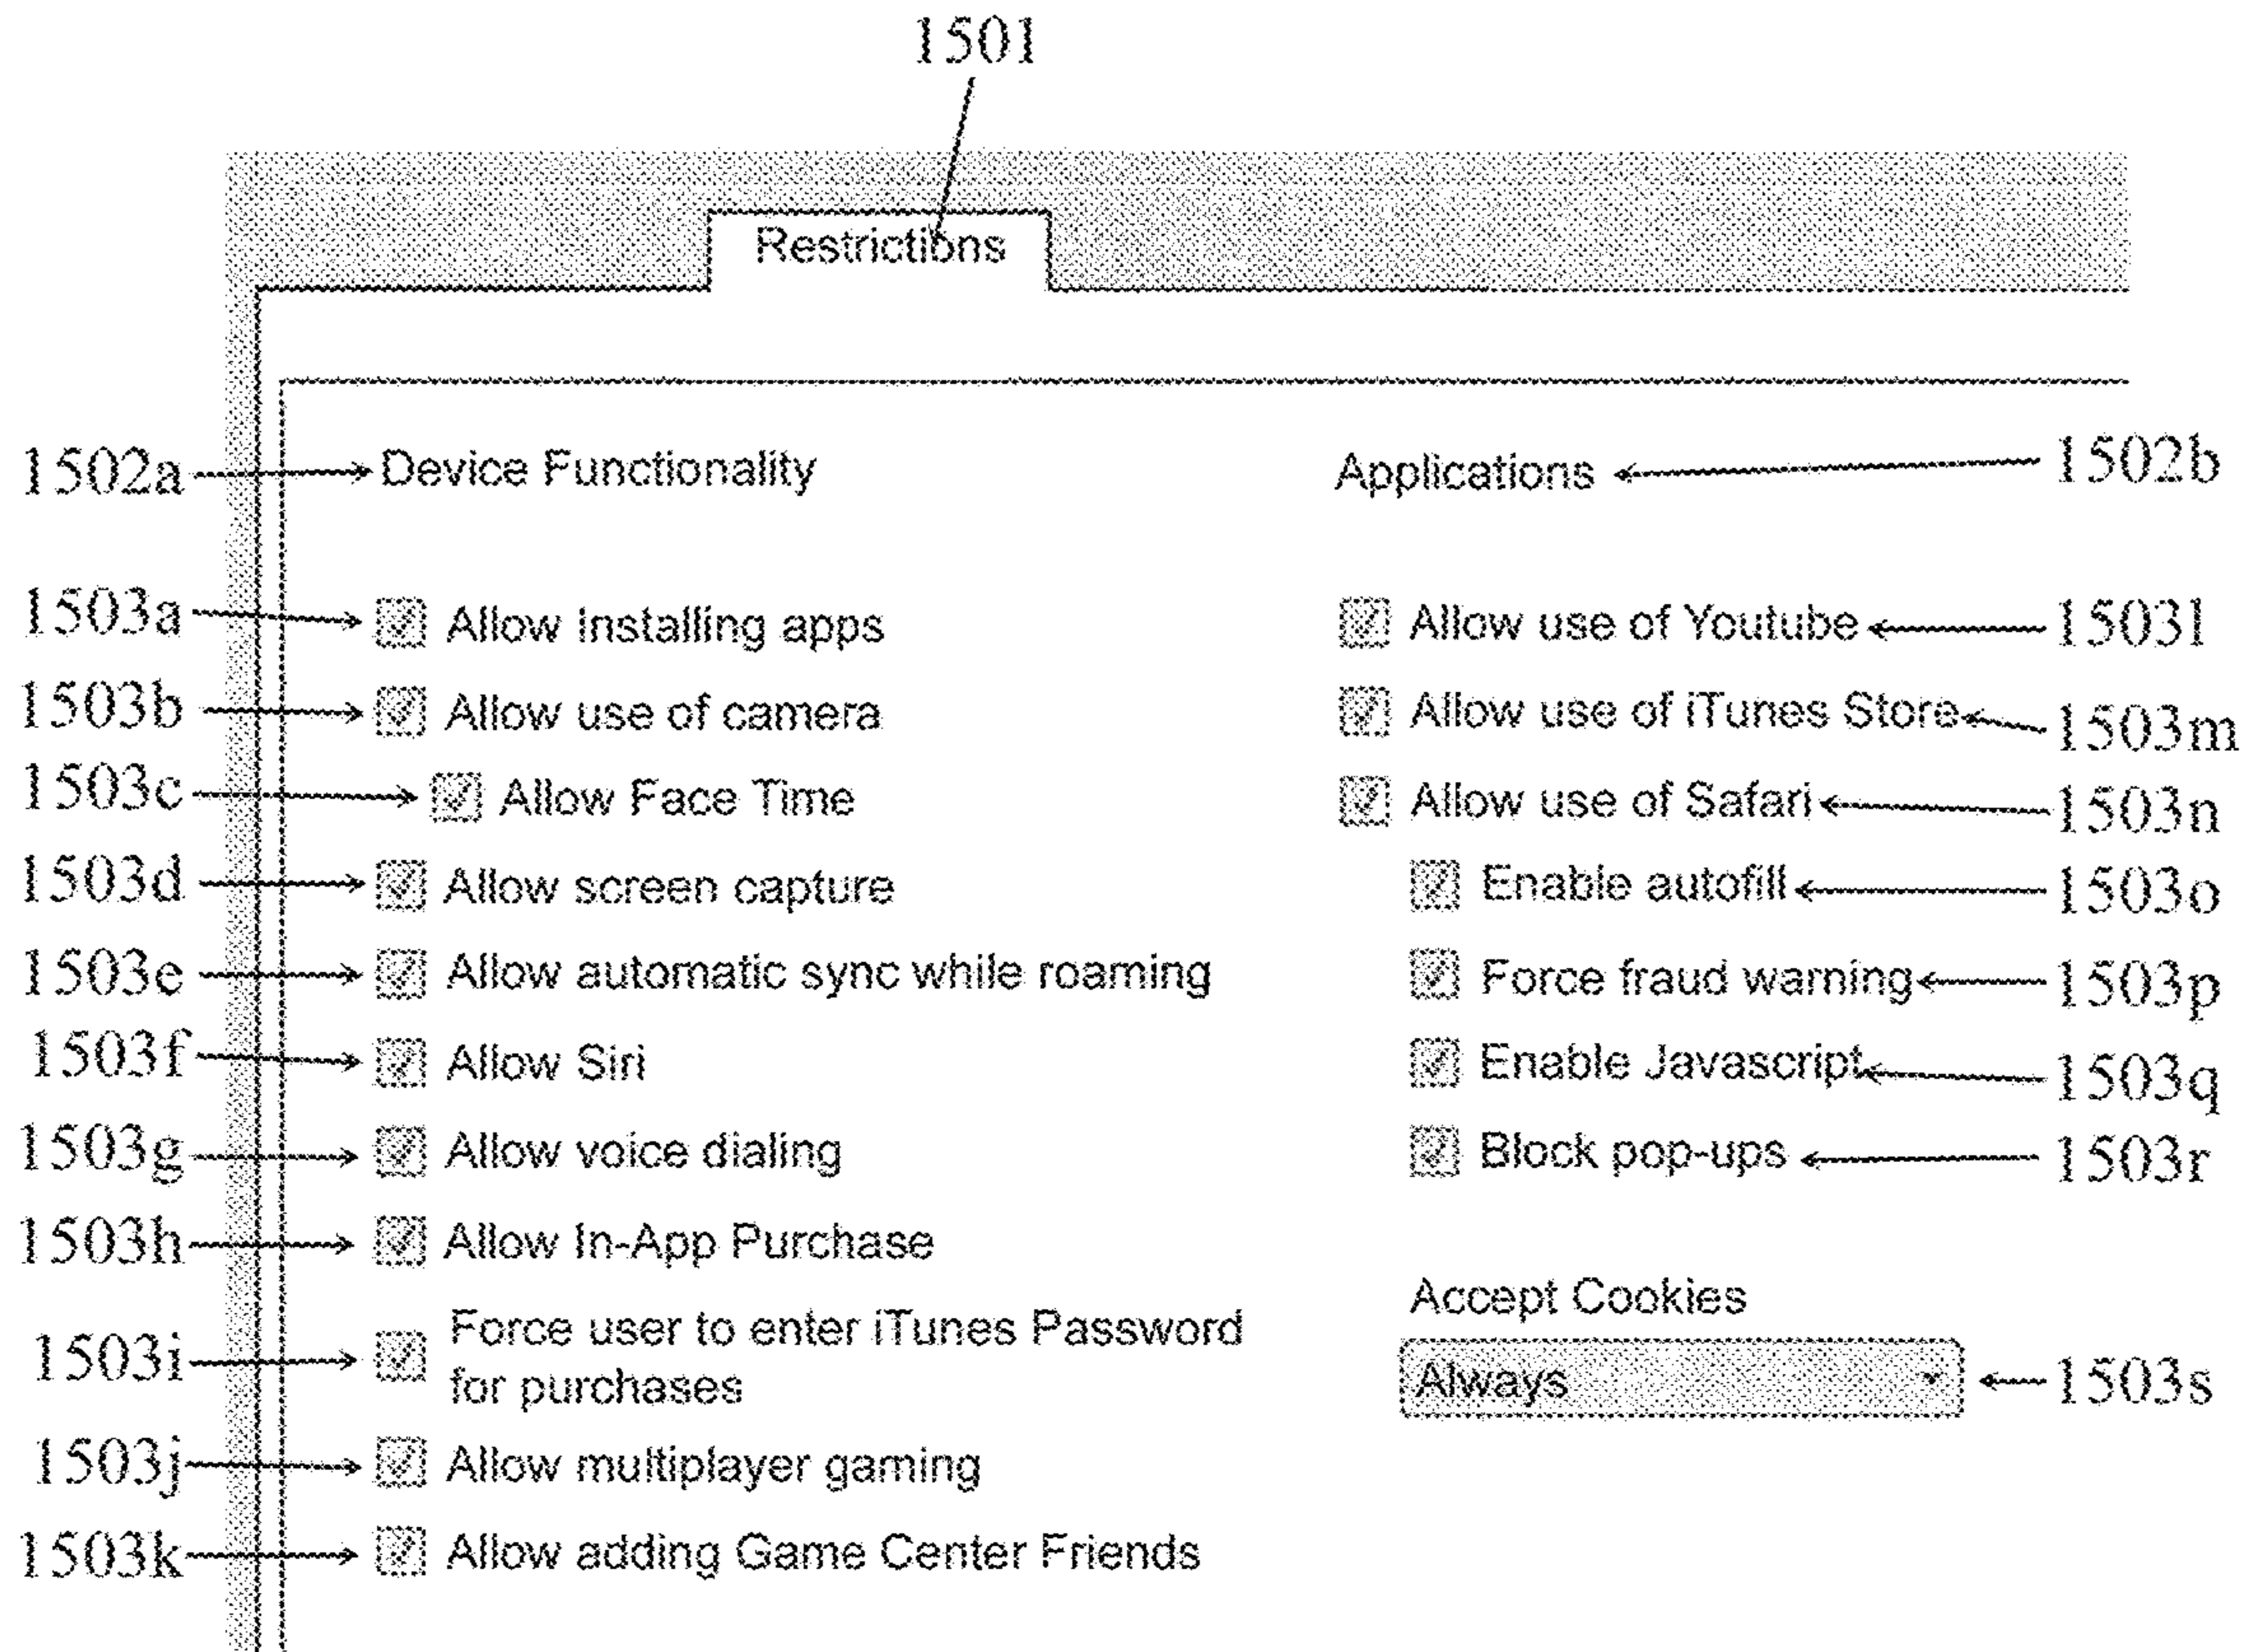 1501
Restrictions
1502a Device Functionality
Applications 1502b
1503a Allow installing apps
1503b Allow use of camera
1503c Allow Face Time
1503d Allow screen capture
1503e Allow automatic sync while roaming
1503f Allow Siri
1503g Allow voice dialing
1503h Allow In-App Purchase
1503i Force user to enter iTunes Password
for purchases
1503j Allow multiplayer gaming
1503k Allow adding Game Center Friends
Allow use of Youtube 1503l
Allow use of iTunes Store 1503m
Allow use of Safari 1503n
Enable autofill 1503o
Force fraud warning 1503p
Enable Javascript 1503q
Block pop-ups 1503r
Accept Cookies
Always 1503s